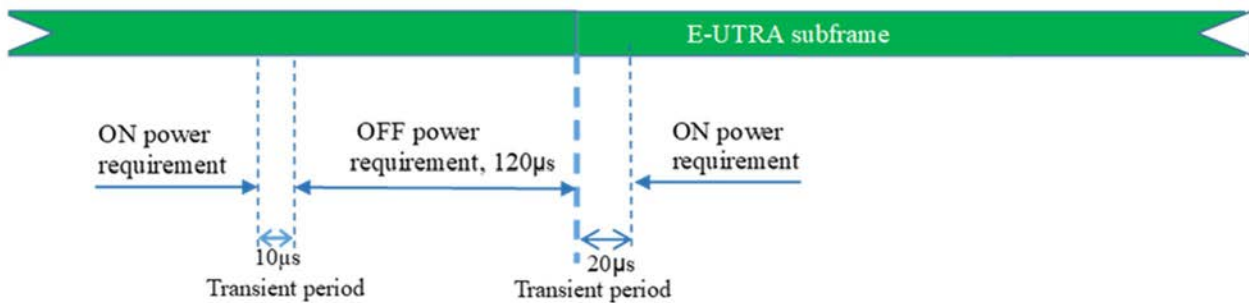 E-UTRA subframe
ON power
requirement
OFF power
requirement, 120µs
ON power
requirement
10µs
Transient period
20µs
Transient period